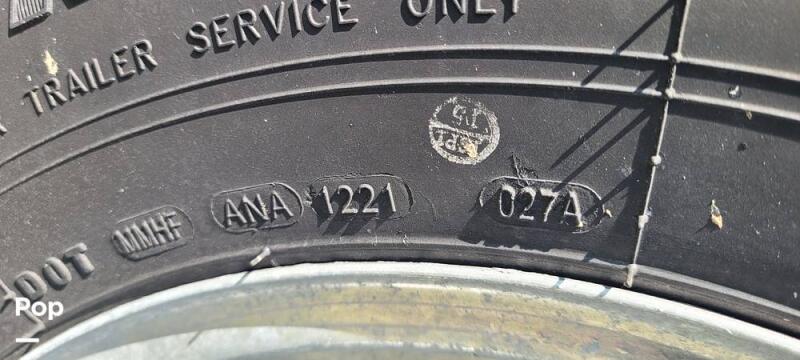 TRAILER SERVICE ONLY
DOT MMHF ANA 1221 027A
Pop